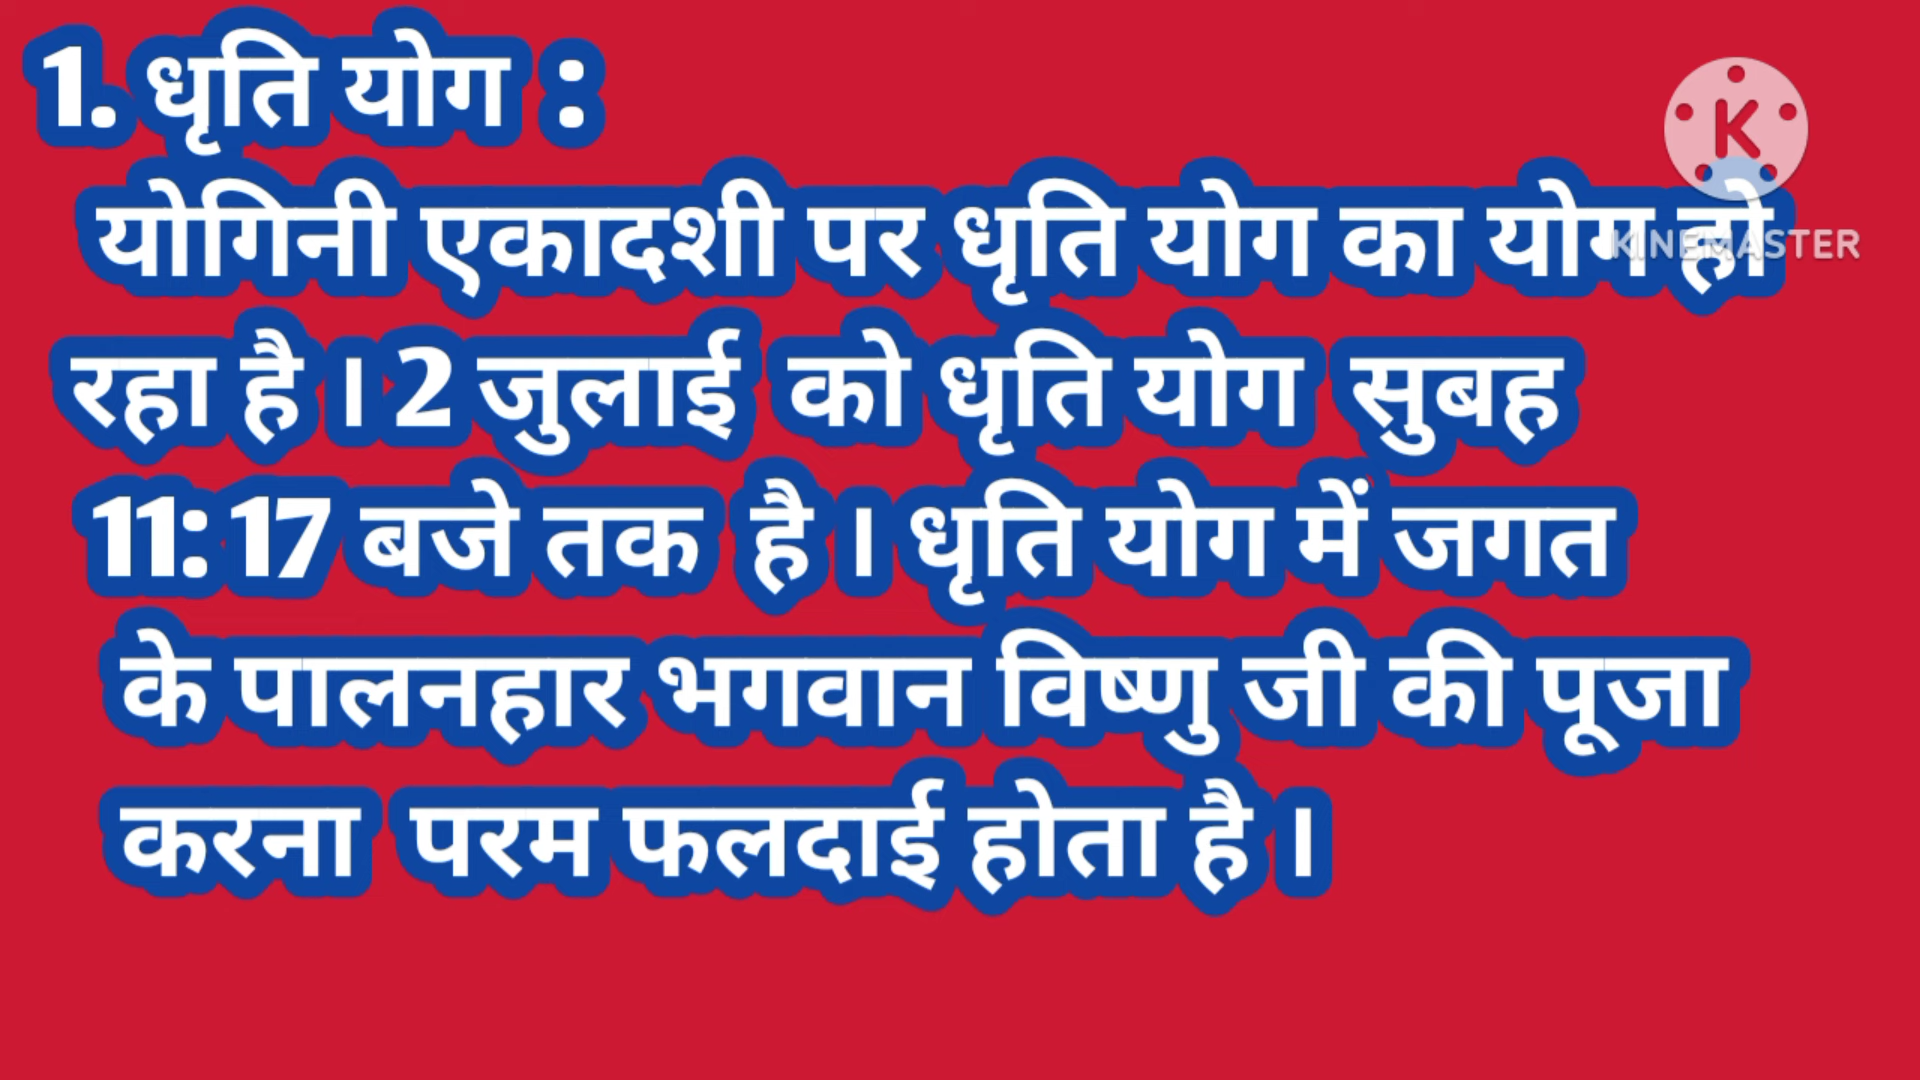 1. धृति योग :
योगिनी एकादशी पर धृति योग का योग हो
रहा है । 2 जुलाई को धृति योग सुबह
11: 17 बजे तक है । धृति योग में जगत
के पालनहार भगवान विष्णु जी की पूजा
करना परम फलदाई होता है ।
K
KINEMASTER